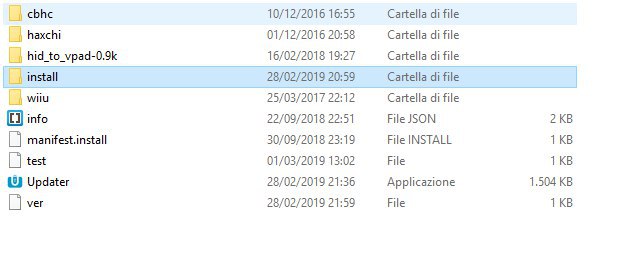 cbhc 10/12/2016 16:55 Cartella di file
haxchi 01/12/2016 20:58 Cartella di file
hid_to_vpad-0.9k 16/02/2018 19:27 Cartella di file
install 28/02/2019 20:59 Cartella di file
wiiu 25/03/2017 22:12 Cartella di file
info 22/09/2018 22:51 File JSON 2 KB
manifest.install 30/09/2018 23:19 File INSTALL 1 KB
test 01/03/2019 13:02 File 1 KB
Updater 28/02/2019 21:36 Applicazione 1.504 KB
ver 28/02/2019 21:59 File 1 KB